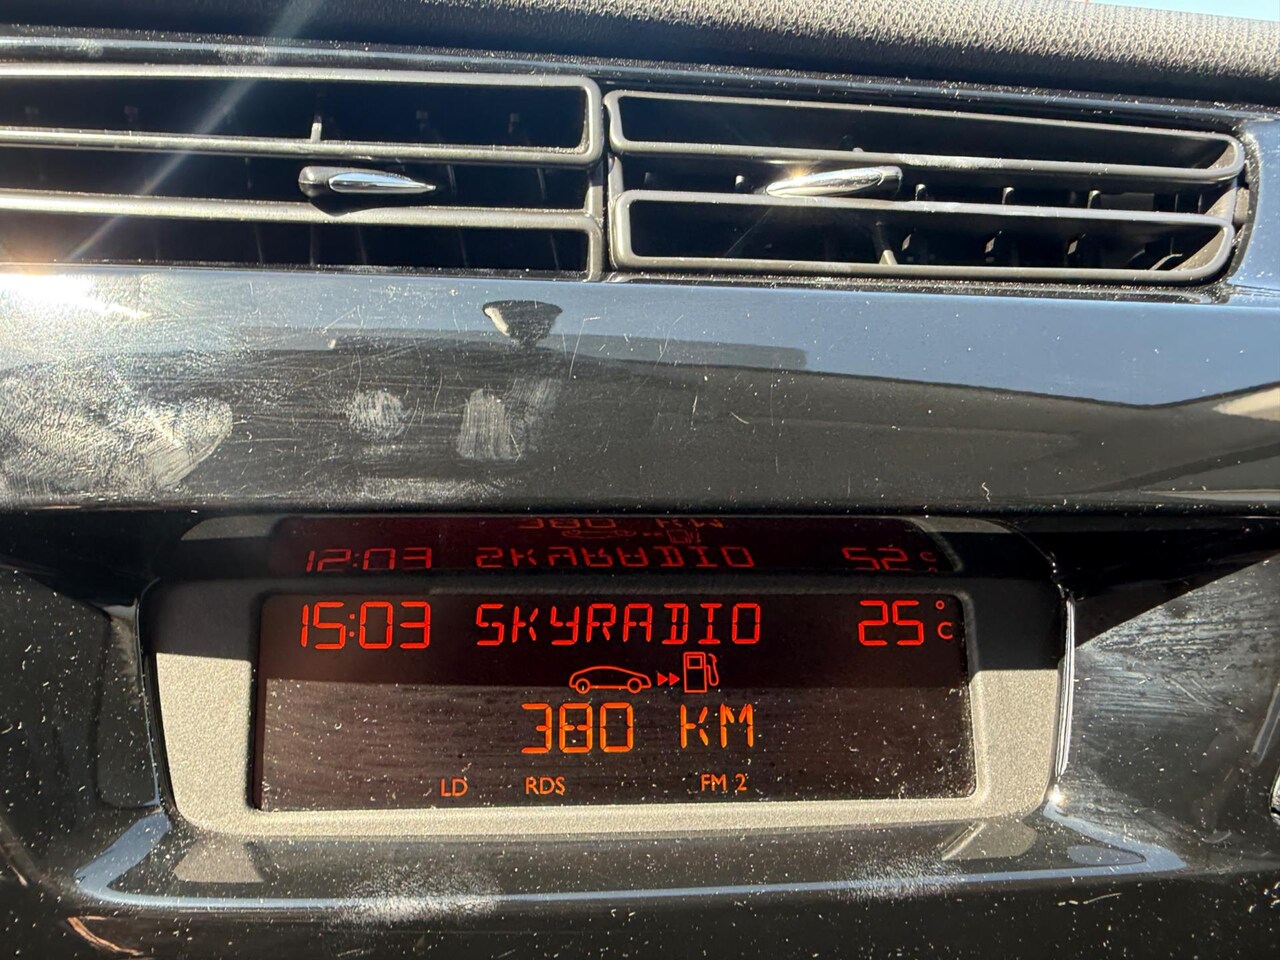 15:03 SKYRADIO 25°C
380 KM
LD RDS FM 2